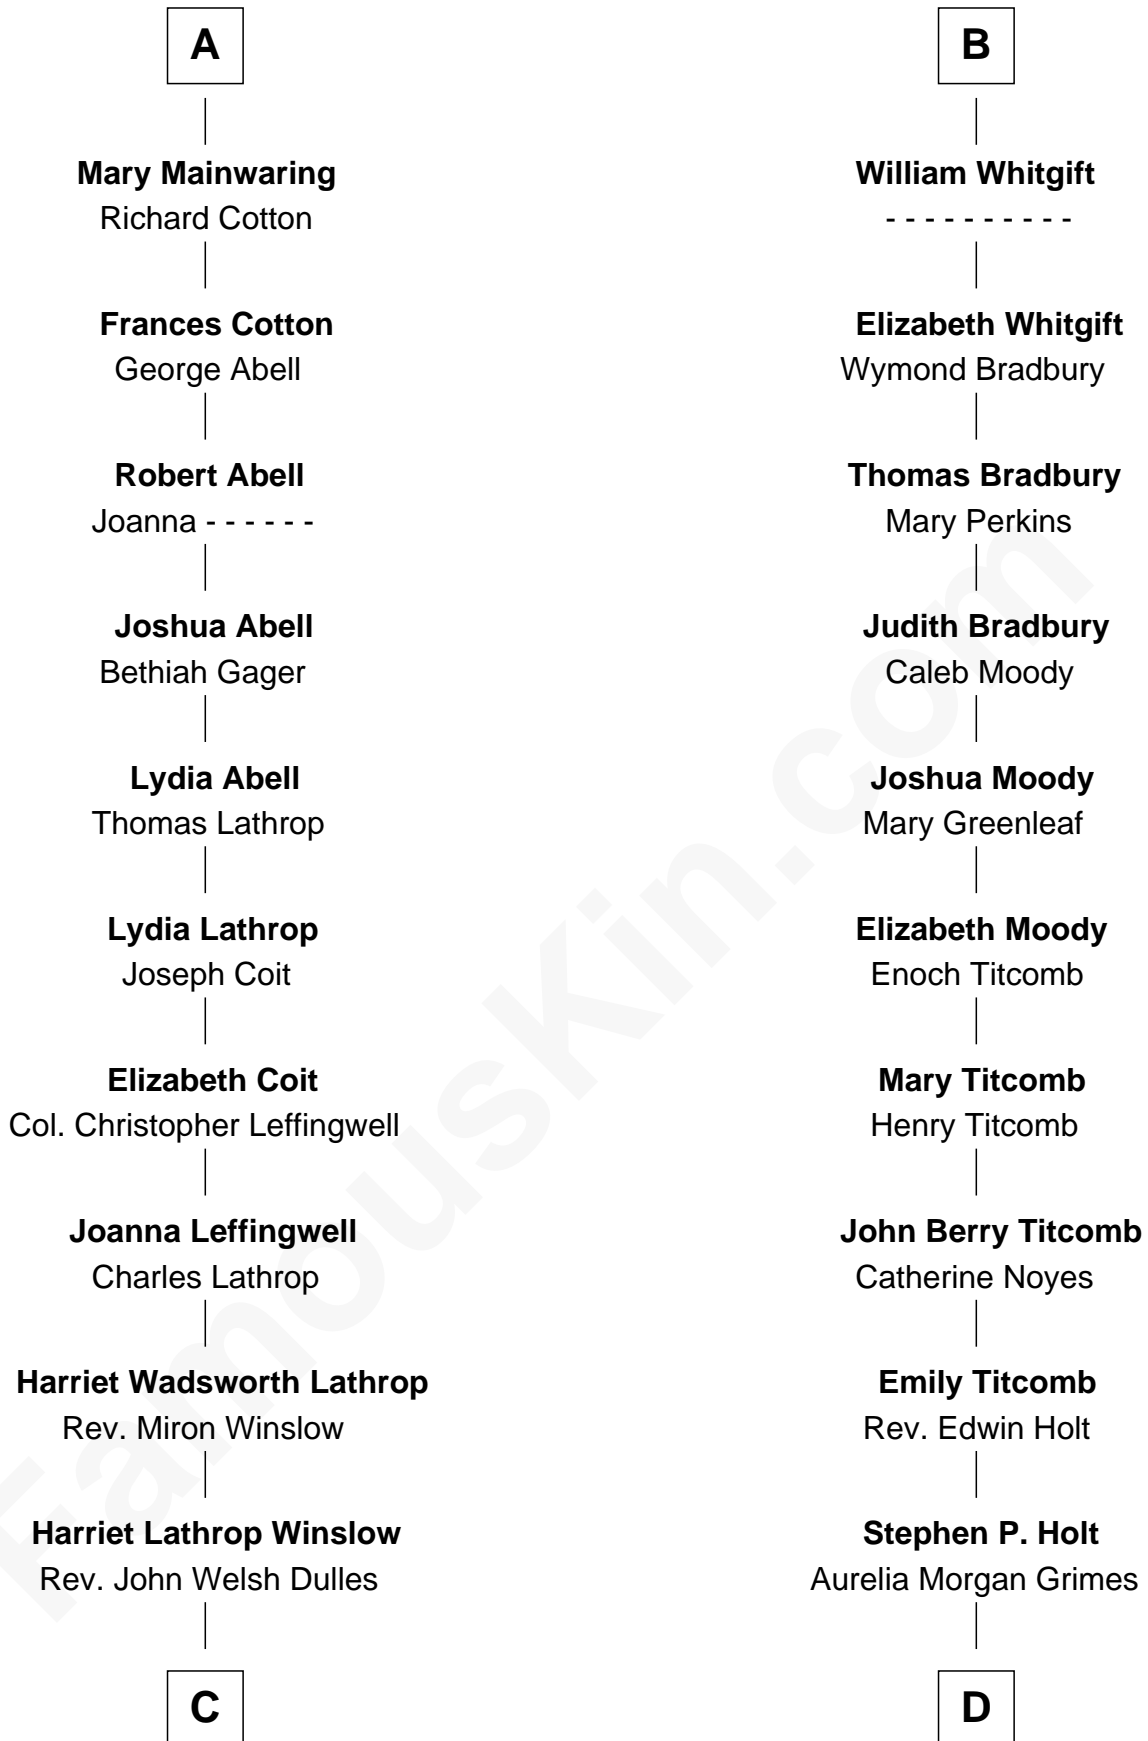 A
Mary Mainwaring
Richard Cotton
Frances Cotton
George Abell
Robert Abell
Joanna - - - - - -
Joshua Abell
Bethiah Gager
Lydia Abell
Thomas Lathrop
Lydia Lathrop
Joseph Coit
Elizabeth Coit
Col. Christopher Leffingwell
Joanna Leffingwell
Charles Lathrop
Harriet Wadsworth Lathrop
Rev. Miron Winslow
Harriet Lathrop Winslow
Rev. John Welsh Dulles
C
B
William Whitgift
- - - - - - - - - -
Elizabeth Whitgift
Wymond Bradbury
Thomas Bradbury
Mary Perkins
Judith Bradbury
Caleb Moody
Joshua Moody
Mary Greenleaf
Elizabeth Moody
Enoch Titcomb
Mary Titcomb
Henry Titcomb
John Berry Titcomb
Catherine Noyes
Emily Titcomb
Rev. Edwin Holt
Stephen P. Holt
Aurelia Morgan Grimes
D
FamousKin.com